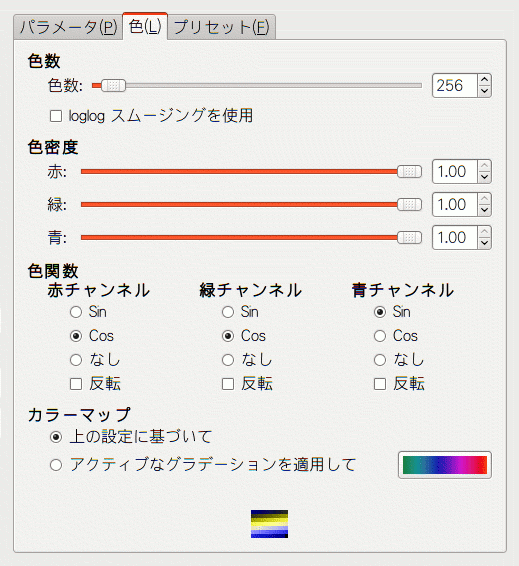 パラメータ(P) 色(L) プリセット(F)
色数
色数: 256
loglog スムージングを使用
色密度
赤: 1.00
緑: 1.00
青: 1.00
色関数
赤チャンネル 緑チャンネル 青チャンネル
Sin Sin Sin
Cos Cos Cos
なし なし なし
反転 反転 反転
カラーマップ
上の設定に基づいて
アクティブなグラデーションを適用して